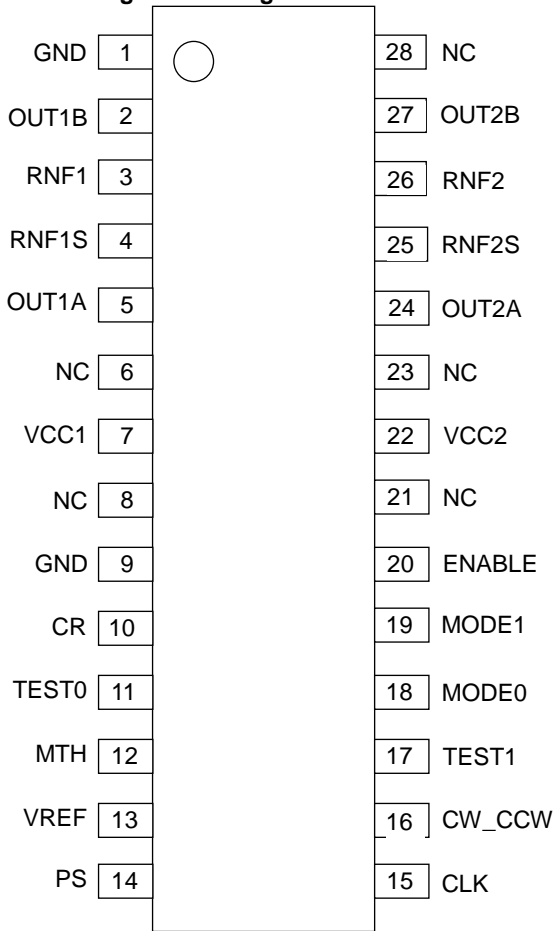 GND 1 28 NC
OUT1B 2 27 OUT2B
RNF1 3 26 RNF2
RNF1S 4 25 RNF2S
OUT1A 5 24 OUT2A
NC 6 23 NC
VCC1 7 22 VCC2
NC 8 21 NC
GND 9 20 ENABLE
CR 10 19 MODE1
TEST0 11 18 MODE0
MTH 12 17 TEST1
VREF 13 16 CW_CCW
PS 14 15 CLK